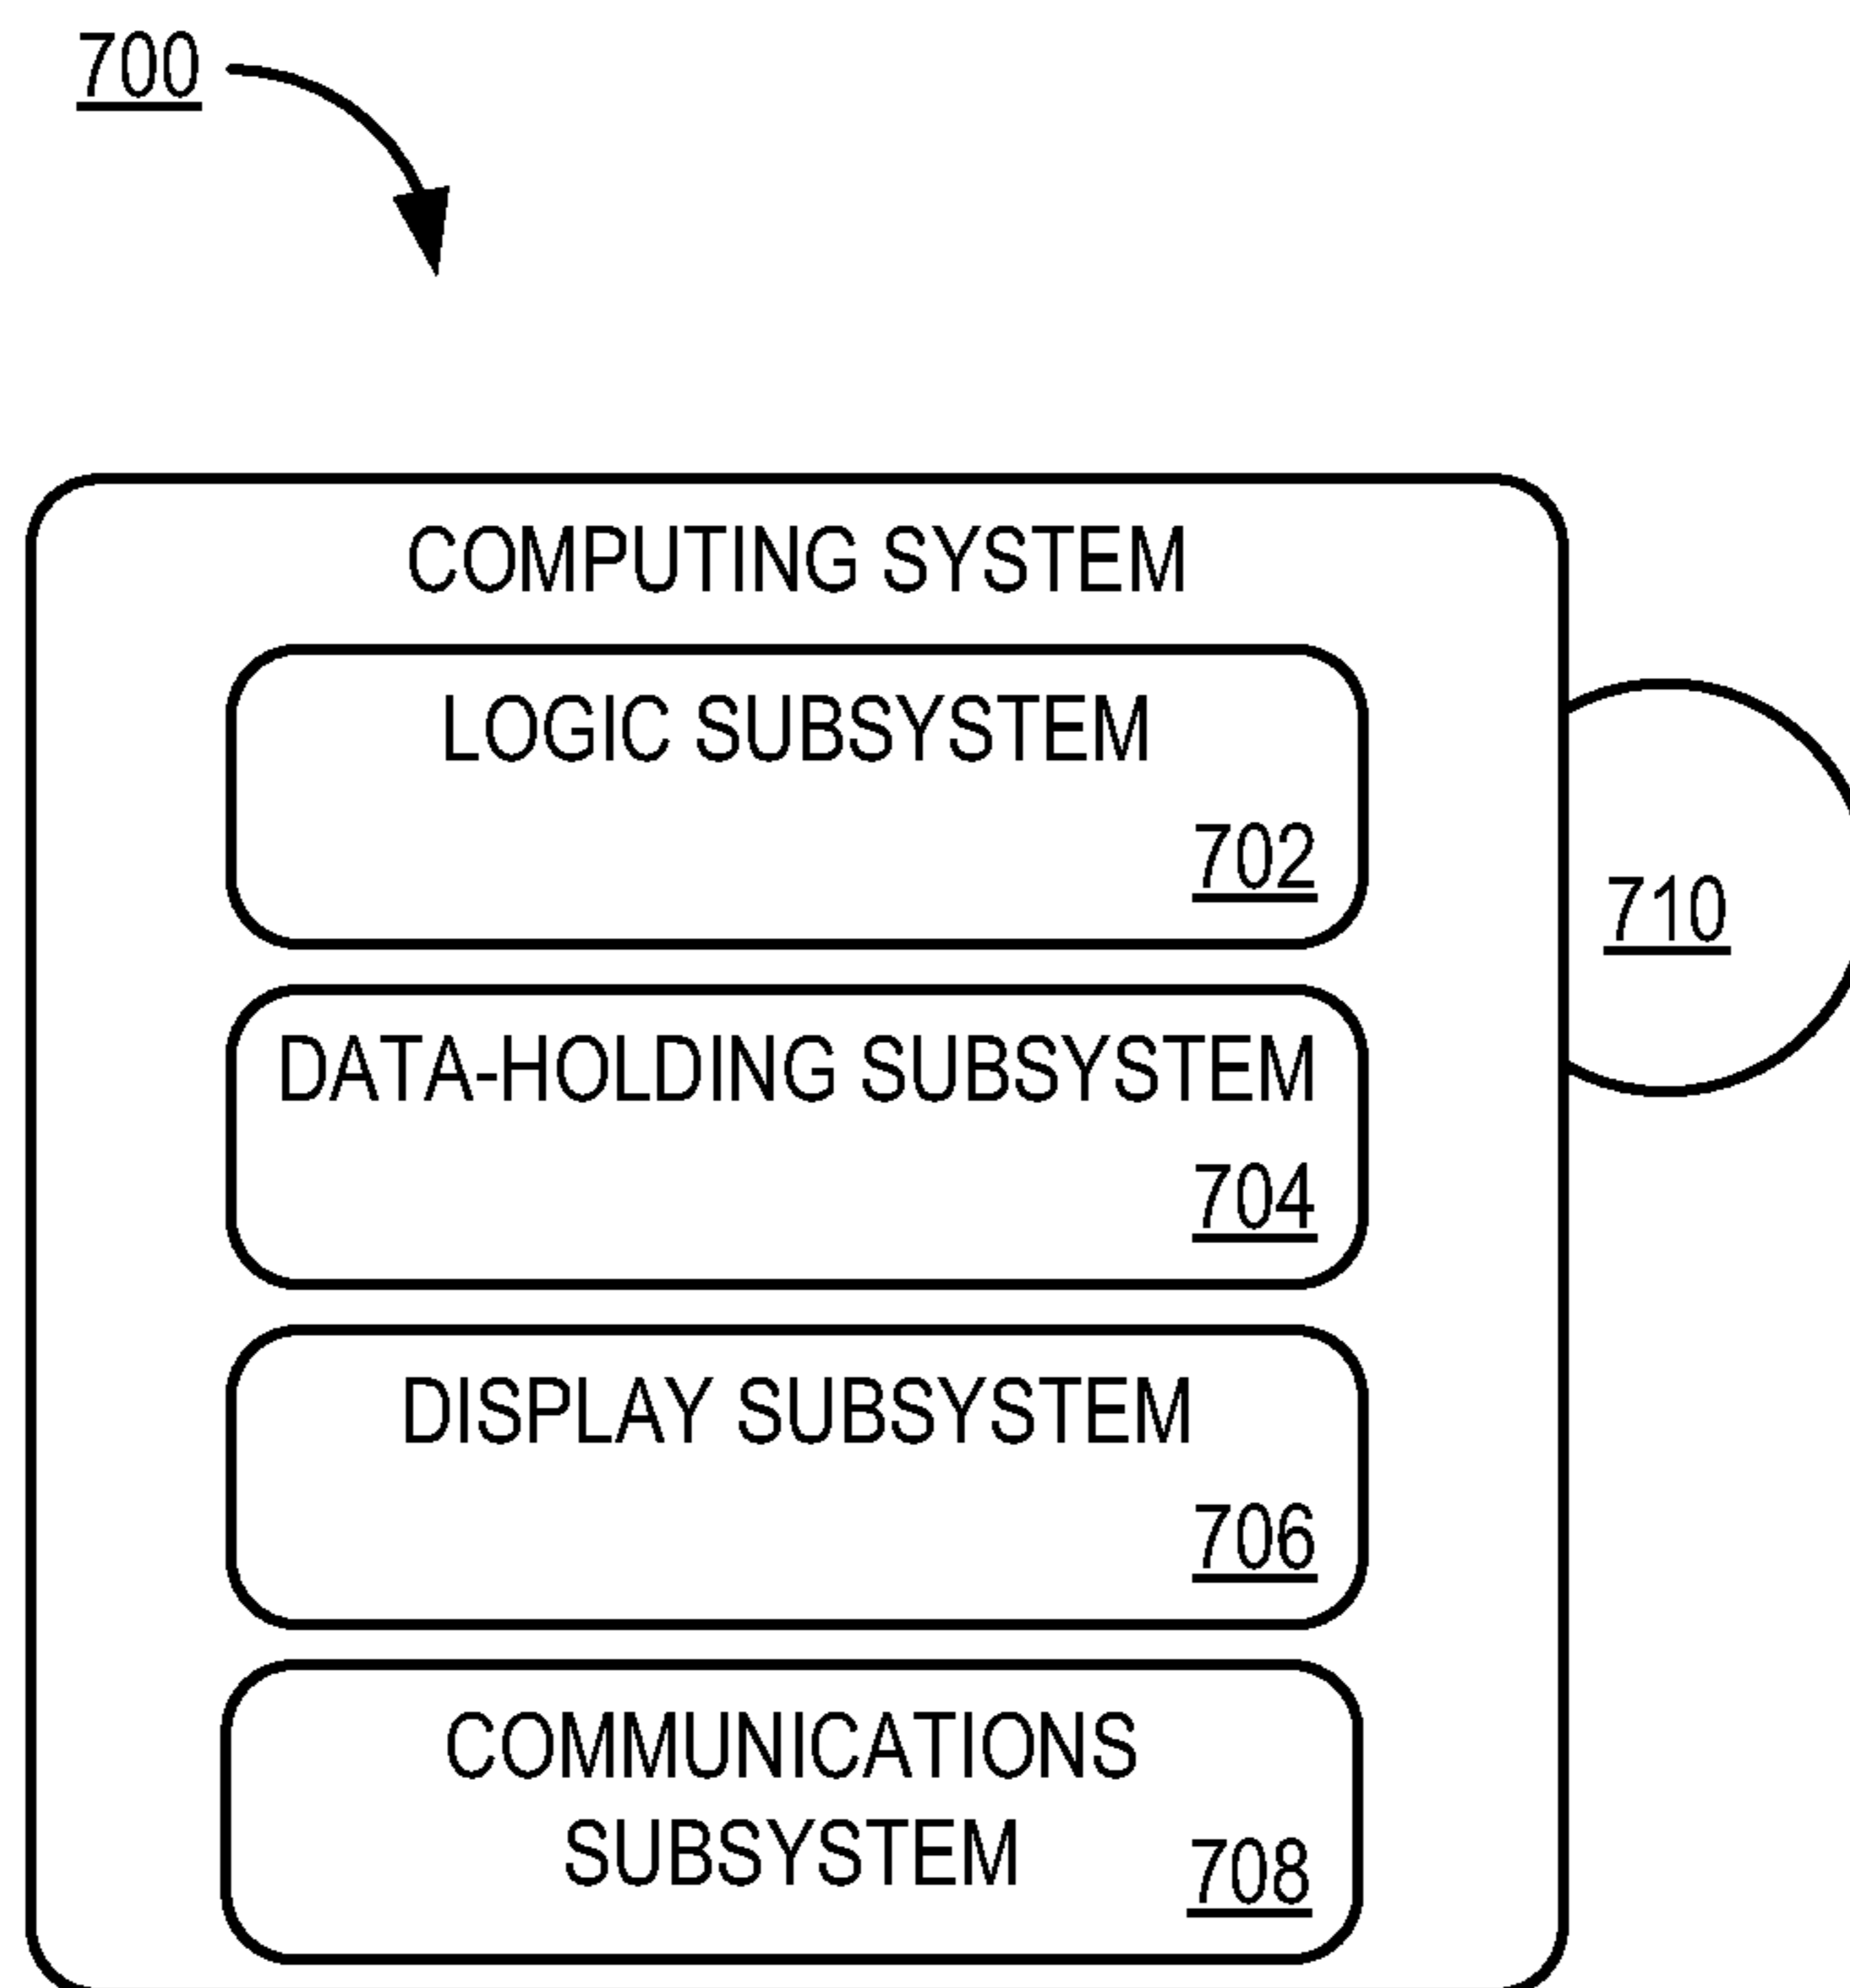 700
COMPUTING SYSTEM
LOGIC SUBSYSTEM
702
710
DATA-HOLDING SUBSYSTEM
704
DISPLAY SUBSYSTEM
706
COMMUNICATIONS
SUBSYSTEM
708